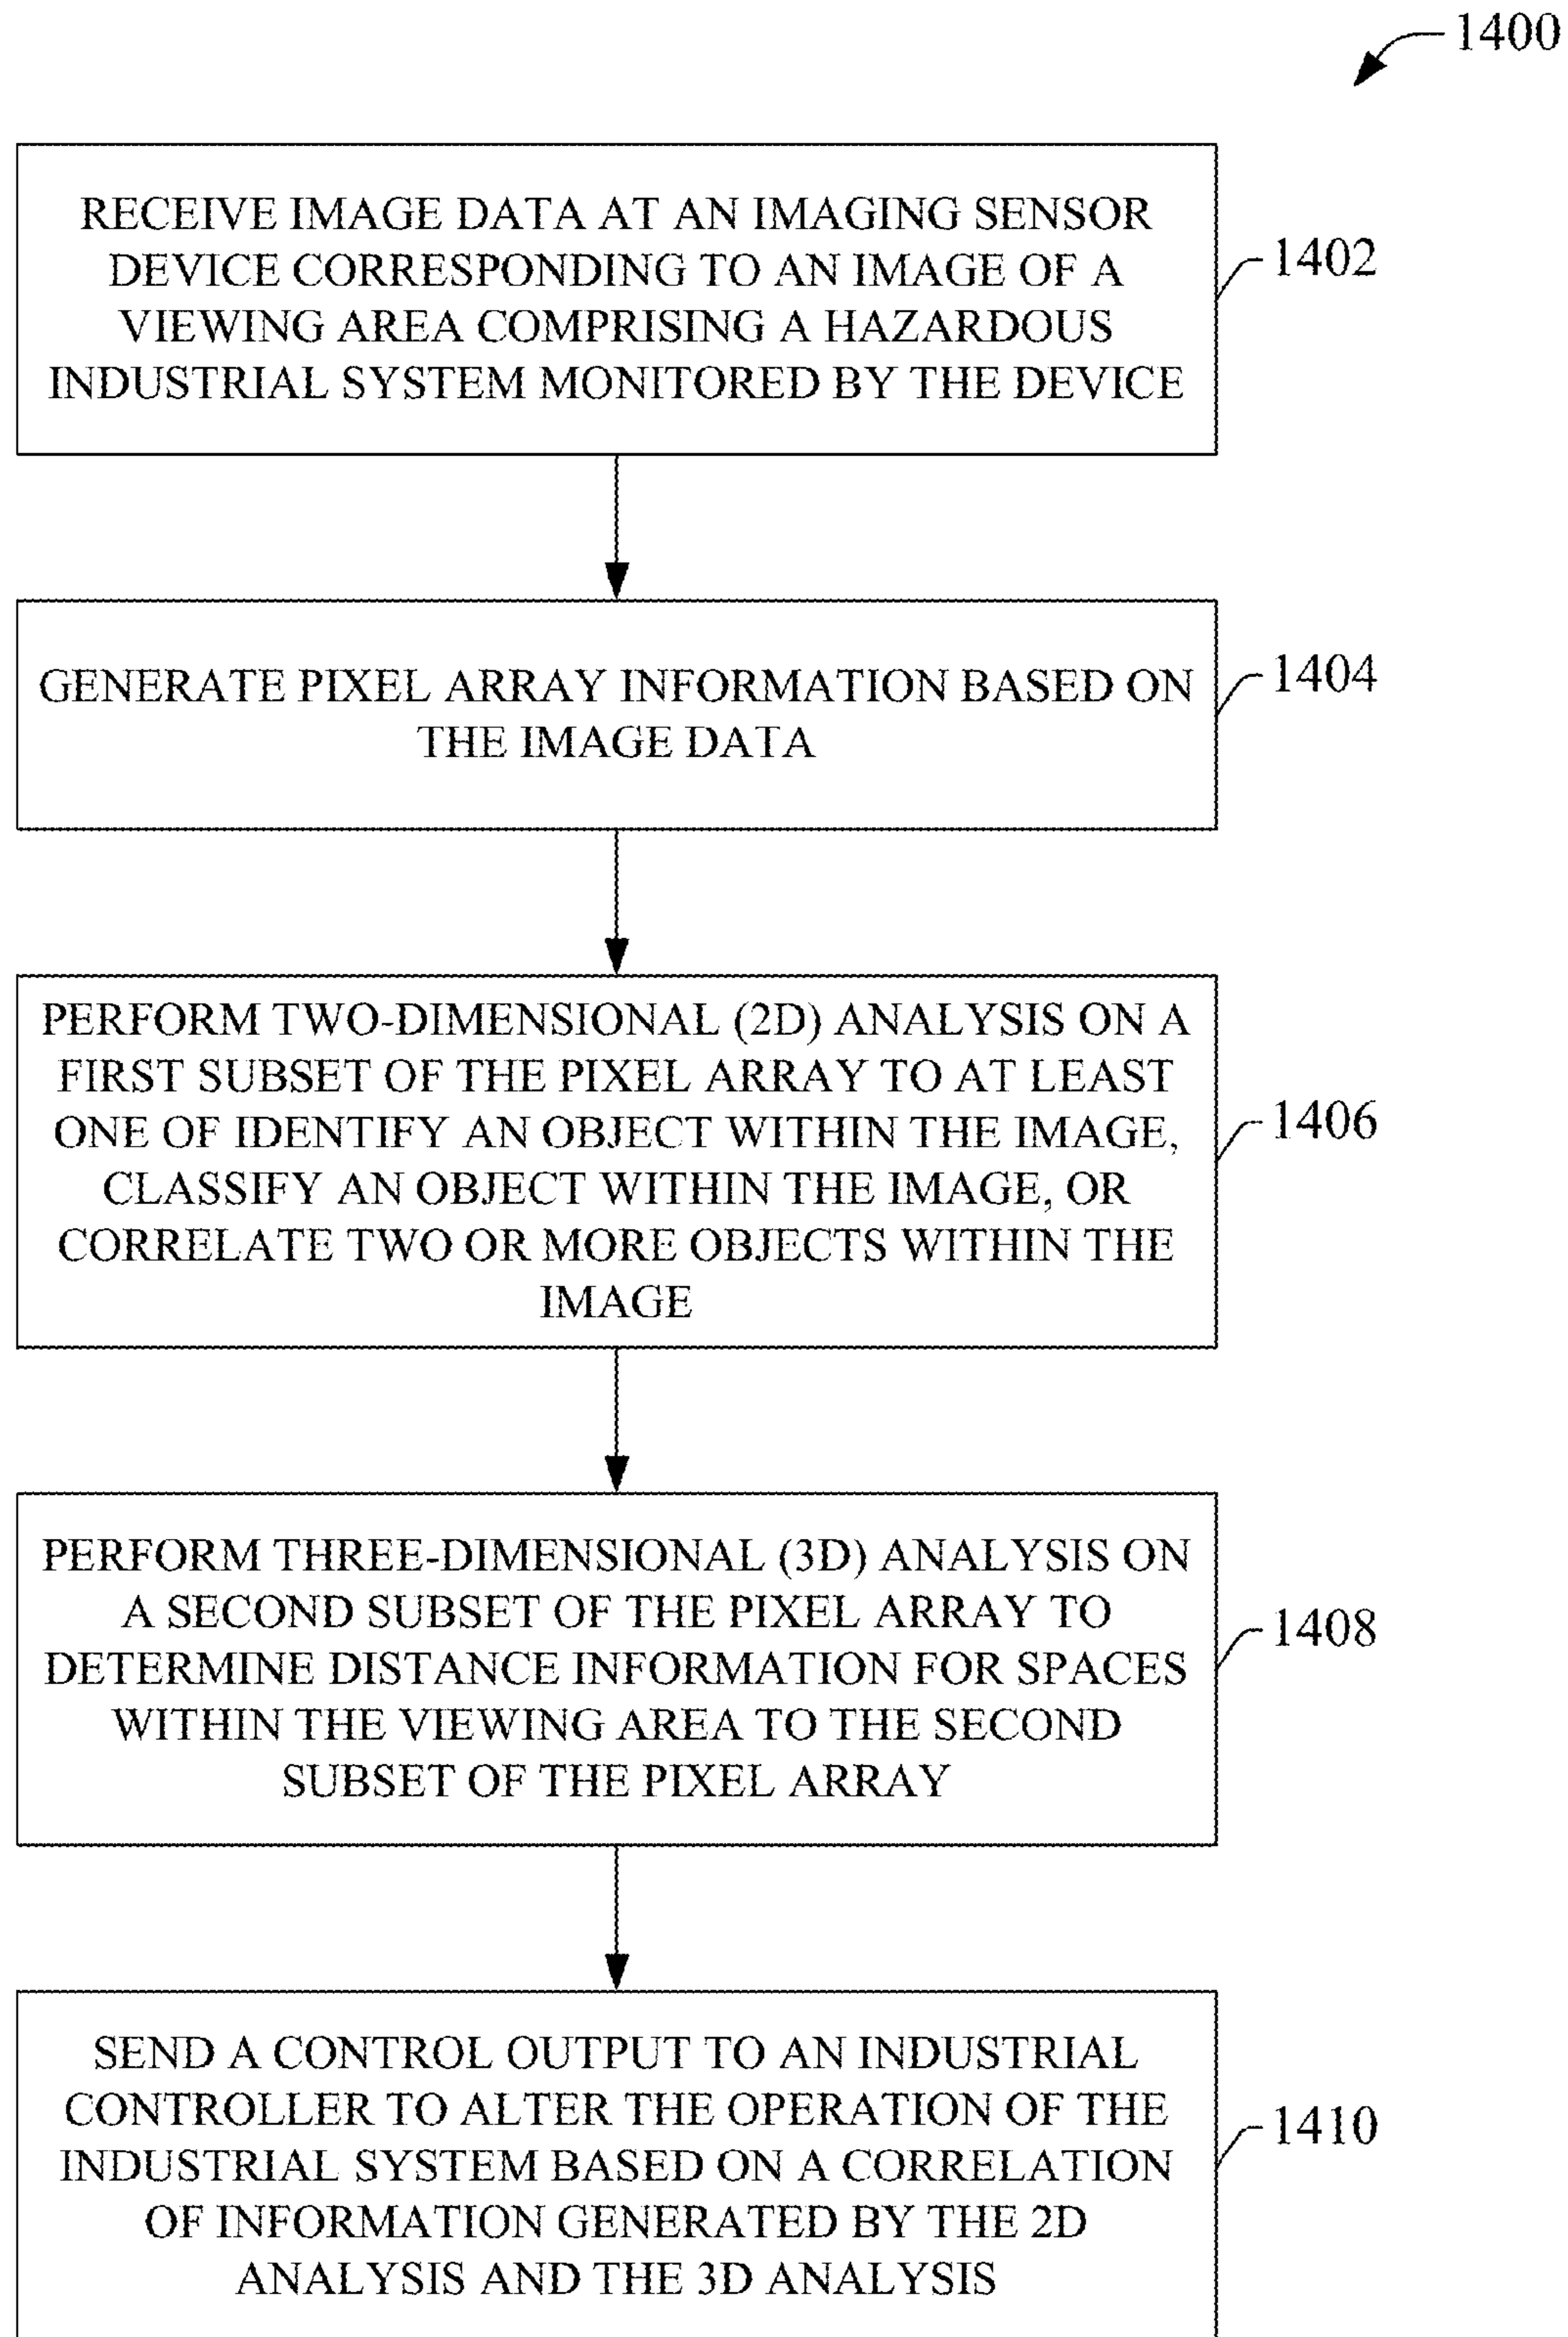 1400
RECEIVE IMAGE DATA AT AN IMAGING SENSOR
DEVICE CORRESPONDING TO AN IMAGE OF A
VIEWING AREA COMPRISING A HAZARDOUS
INDUSTRIAL SYSTEM MONITORED BY THE DEVICE
1402
GENERATE PIXEL ARRAY INFORMATION BASED ON
THE IMAGE DATA
1404
PERFORM TWO-DIMENSIONAL (2D) ANALYSIS ON A
FIRST SUBSET OF THE PIXEL ARRAY TO AT LEAST
ONE OF IDENTIFY AN OBJECT WITHIN THE IMAGE,
CLASSIFY AN OBJECT WITHIN THE IMAGE, OR
CORRELATE TWO OR MORE OBJECTS WITHIN THE
IMAGE
1406
PERFORM THREE-DIMENSIONAL (3D) ANALYSIS ON
A SECOND SUBSET OF THE PIXEL ARRAY TO
DETERMINE DISTANCE INFORMATION FOR SPACES
WITHIN THE VIEWING AREA TO THE SECOND
SUBSET OF THE PIXEL ARRAY
1408
SEND A CONTROL OUTPUT TO AN INDUSTRIAL
CONTROLLER TO ALTER THE OPERATION OF THE
INDUSTRIAL SYSTEM BASED ON A CORRELATION
OF INFORMATION GENERATED BY THE 2D
ANALYSIS AND THE 3D ANALYSIS
1410